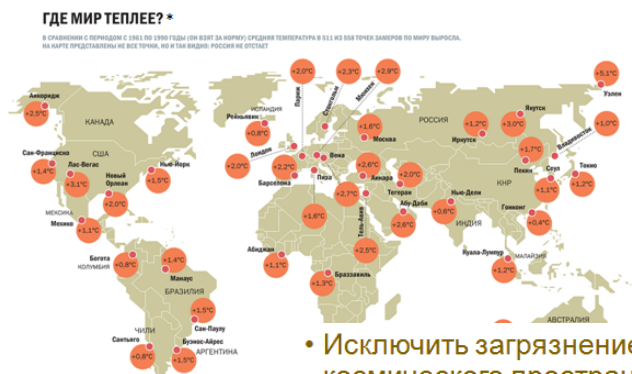 ГДЕ МИР ТЕПЛЕЕ? *
В СРАВНЕНИИ С ПЕРИОДОМ С 1961 ПО 1990 ГОДЫ (ОН ВЗЯТ ЗА НОРМУ) СРЕДНЯЯ ТЕМПЕРАТУРА В 511 ИЗ 558 ТОЧЕК ЗАМЕРОВ ПО МИРУ ВЫРОСЛА.
НА КАРТЕ ПРЕДСТАВЛЕНЫ НЕ ВСЕ ТОЧКИ, НО И ТАК ВИДНО: РОССИЯ НЕ ОТСТАЕТ
Анкоридж
+2,5°C
КАНАДА
США
Сан-Франциско
+1,4°C
Лас-Вегас
+3,1°C
Новый
Орлеан
+2,0°C
Нью-Йорк
+1,5°C
МЕКСИКА
Мехико
+1,1°C
Богота
КОЛУМБИЯ
+0,8°C
+1,4°C
Манаус
БРАЗИЛИЯ
+1,5°C
Сан-Паулу
ЧИЛИ
Сантьяго
+0,8°C
Буэнос-Айрес
АРГЕНТИНА
+1,5°C
+2,0°C
Париж
+2,3°C
Стокгольм
+2,9°C
Мюнхен
ИСЛАНДИЯ
Рейкьявик
+0,8°C
Лондон
+2,0°C
+2,2°C
Барселона
Вена
Пиза
+1,6°C
Москва
РОССИЯ
+1,2°C
Иркутск
Якутск
+3,0°C
+5,1°C
Уэлен
Владивосток
+1,0°C
+1,7°C
Пекин
Сеул
+1,1°C
Токио
+1,2°C
КНР
+2,6°C
Анкара
+2,0°C
Тегеран
+2,7°C
Тель-Авив
Абу-Даби
+2,6°C
Нью-Дели
+0,6°C
ИНДИЯ
Гонконг
+0,4°C
+1,6°C
+2,5°C
Абиджан
+1,1°C
Браззавиль
+1,3°C
Куала-Лумпур
МАЛАЙЗИЯ
+1,2°C
АВСТРАЛИЯ
• Исключить загрязнение
космического простран